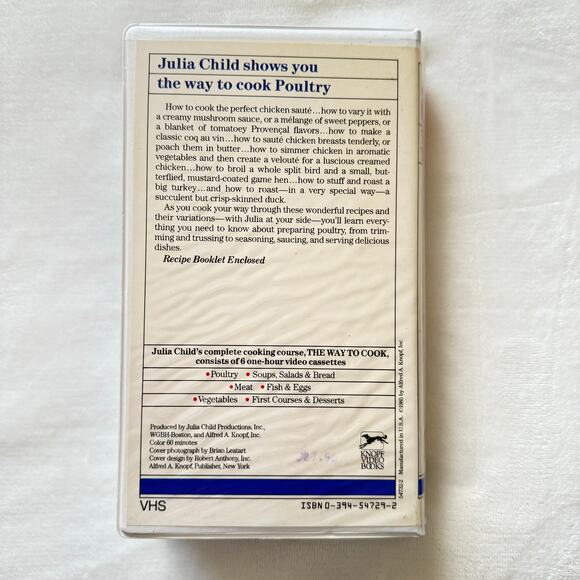 Julia Child shows you
the way to cook Poultry
How to cook the perfect chicken sauté...how to vary it with
a creamy mushroom sauce, or a mélange of sweet peppers, or
a blanket of tomatoey Provençal flavors...how to make a
classic coq au vin...how to sauté chicken breasts tenderly, or
poach them in butter...how to simmer chicken in aromatic
vegetables and then create a velouté for a luscious creamed
chicken...how to broil a whole split bird and a small, but-
terflied, mustard-coated game hen...how to stuff and roast a
big turkey...and how to roast—in a very special way—a
succulent but crisp-skinned duck.
As you cook your way through these wonderful recipes and
their variations—with Julia at your side—you'll learn every-
thing you need to know about preparing poultry, from trim-
ming and trussing to seasoning, saucing, and serving delicious
dishes.
Recipe Booklet Enclosed
Julia Child's complete cooking course, THE WAY TO COOK,
consists of 6 one-hour video cassettes
•Poultry •Soups, Salads & Bread
•Meat •Fish & Eggs
•Vegetables •First Courses & Desserts
Produced by Julia Child Productions, Inc.,
WGBH-Boston, and Alfred A. Knopf, Inc.
Color 60 minutes
Cover photograph by Brian Leatart
Cover design by Robert Anthony, Inc.
Alfred A. Knopf, Publisher, New York
KNOPF
VIDEO
BOOKS
54732-2 Manufactured in U.S.A. ©1985 by Alfred A. Knopf, Inc.
VHS
ISBN 0-394-54729-2